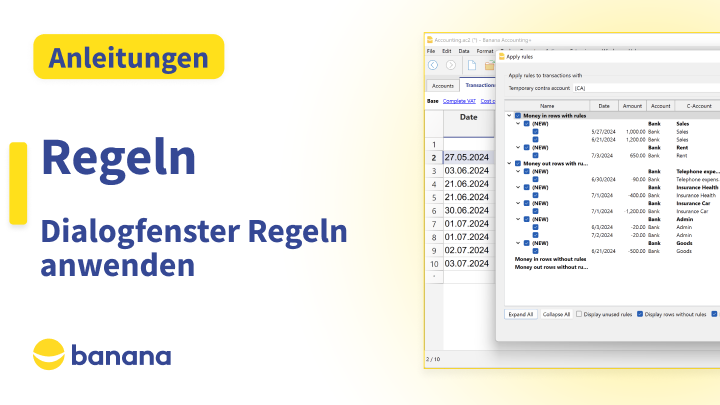 Anleitungen
Regeln
Dialogfenster Regeln
anwenden
banana
Accounting.ac2 [*] - Banana Accounting+
File Edit Data Format
Accounts Transactions
Base Complete VAT Cost c
Date
1
2 27.05.2024
3 03.06.2024
4 21.06.2024
5 21.06.2024
6 30.06.2024
7 01.07.2024
8 01.07.2024
9 02.07.2024
10 03.07.2024
*
2 / 10
Apply rules
Apply rules to transactions with
Temporary contra account [CA]
Name Date Amount Account C-Account
Money in rows with rules
(NEW) Bank Sales
5/27/2024 1,000.00 Bank Sales
6/21/2024 1,200.00 Bank Sales
(NEW) Bank Rent
7/3/2024 650.00 Bank Rent
Money out rows with ru...
(NEW) Bank Telephone expe...
6/30/2024 90.00 Bank Telephone expens
(NEW) Bank Insurance Health
7/1/2024 -400.00 Bank Insurance Health
(NEW) Bank Insurance Car
7/1/2024 -1,200.00 Bank Insurance Car
(NEW) Bank Admin
6/3/2024 -20.00 Bank Admin
7/2/2024 -20.00 Bank Admin
(NEW) Bank Goods
6/21/2024 -500.00 Bank Goods
Money in rows without rules
Money out rows without ru...
Expand All Collapse All Display unused rules Display rows without rules